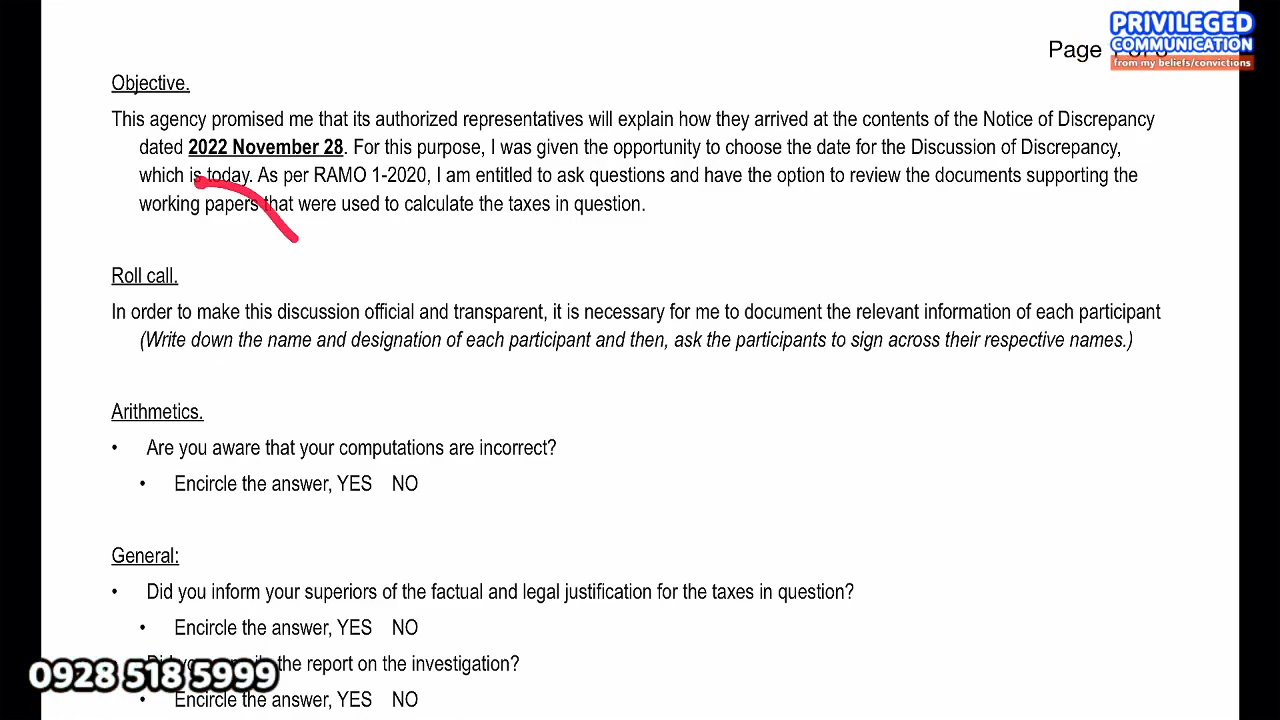 PRIVILEGED
COMMUNICATION
from my beliefs/convictions
Page
Objective.
This agency promised me that its authorized representatives will explain how they arrived at the contents of the Notice of Discrepancy
dated 2022 November 28. For this purpose, I was given the opportunity to choose the date for the Discussion of Discrepancy,
which is today. As per RAMO 1-2020, I am entitled to ask questions and have the option to review the documents supporting the
working papers that were used to calculate the taxes in question.
Roll call.
In order to make this discussion official and transparent, it is necessary for me to document the relevant information of each participant
(Write down the name and designation of each participant and then, ask the participants to sign across their respective names.)
Arithmetics.
• Are you aware that your computations are incorrect?
• Encircle the answer, YES NO
General:
• Did you inform your superiors of the factual and legal justification for the taxes in question?
• Encircle the answer, YES NO
the report on the investigation?
• Encircle the answer, YES NO
0928 518 5999